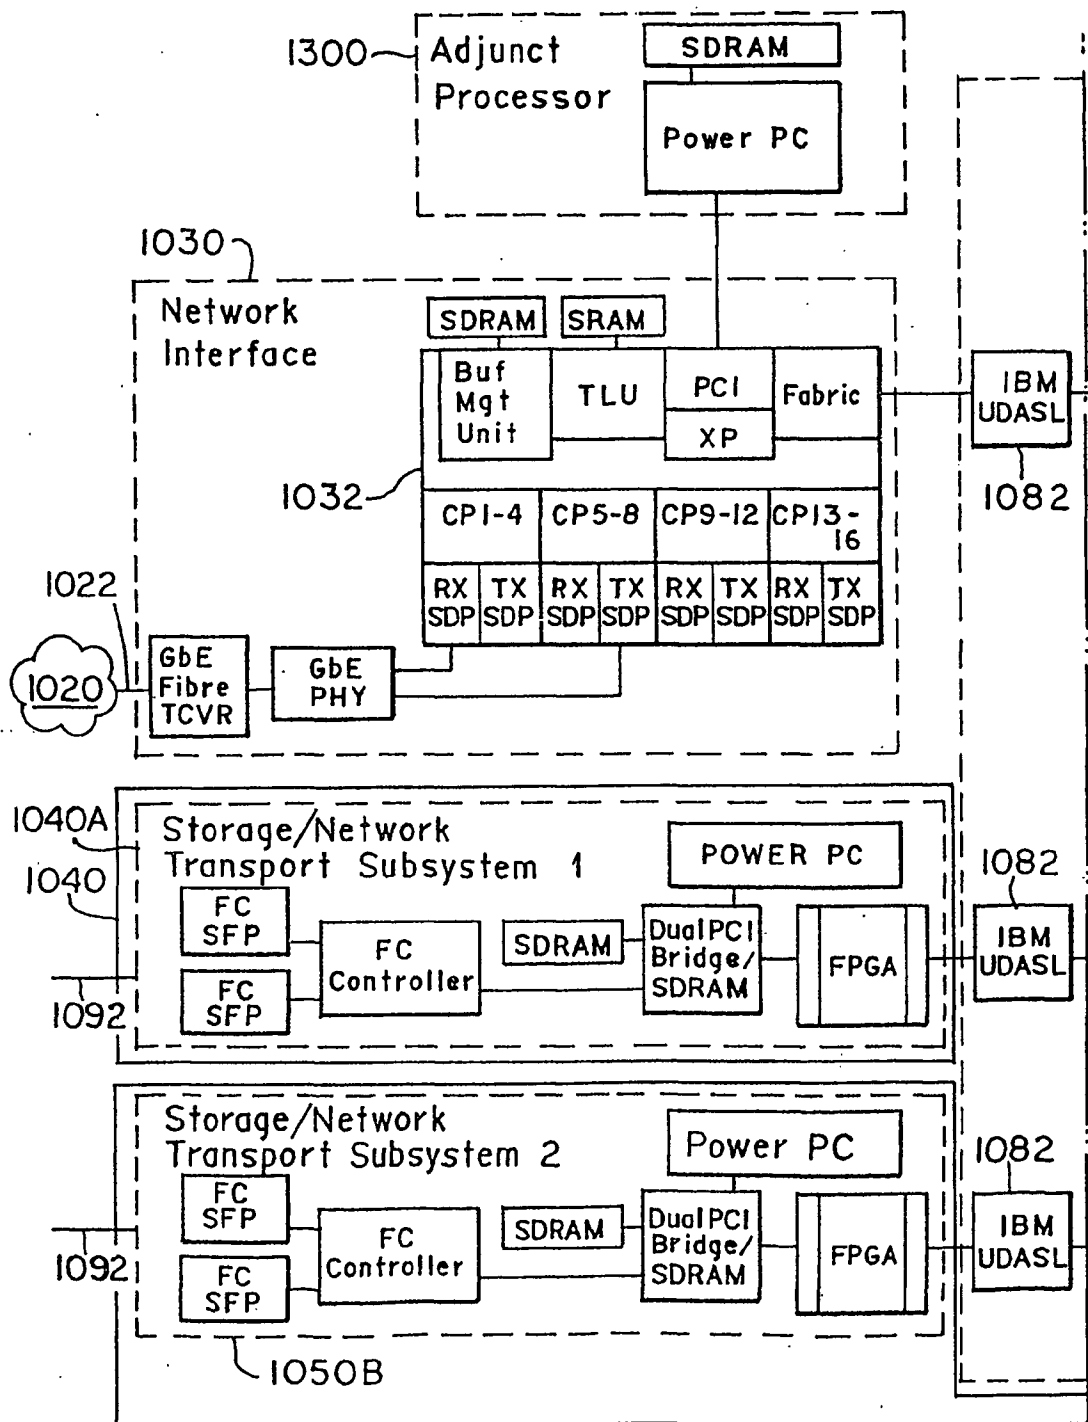 1300
Adjunct
Processor
SDRAM
Power PC
1030
Network
Interface
SDRAM
SRAM
Buf
Mgt
Unit
TLU
PCI
XP
Fabric
IBM
UDASL
1082
1032
CP1-4
CP5-8
CP9-12
CP13-
16
RX
SDP
TX
SDP
RX
SDP
TX
SDP
RX
SDP
TX
SDP
RX
SDP
TX
SDP
1022
1020
GbE
Fibre
TCVR
GbE
PHY
1040A
1040
Storage/Network
Transport Subsystem 1
POWER PC
FC
SFP
FC
SFP
FC
Controller
SDRAM
Dual PCI
Bridge/
SDRAM
FPGA
1082
IBM
UDASL
1092
Storage/Network
Transport Subsystem 2
Power PC
FC
SFP
FC
SFP
FC
Controller
SDRAM
Dual PCI
Bridge/
SDRAM
FPGA
1082
IBM
UDASL
1092
1050B